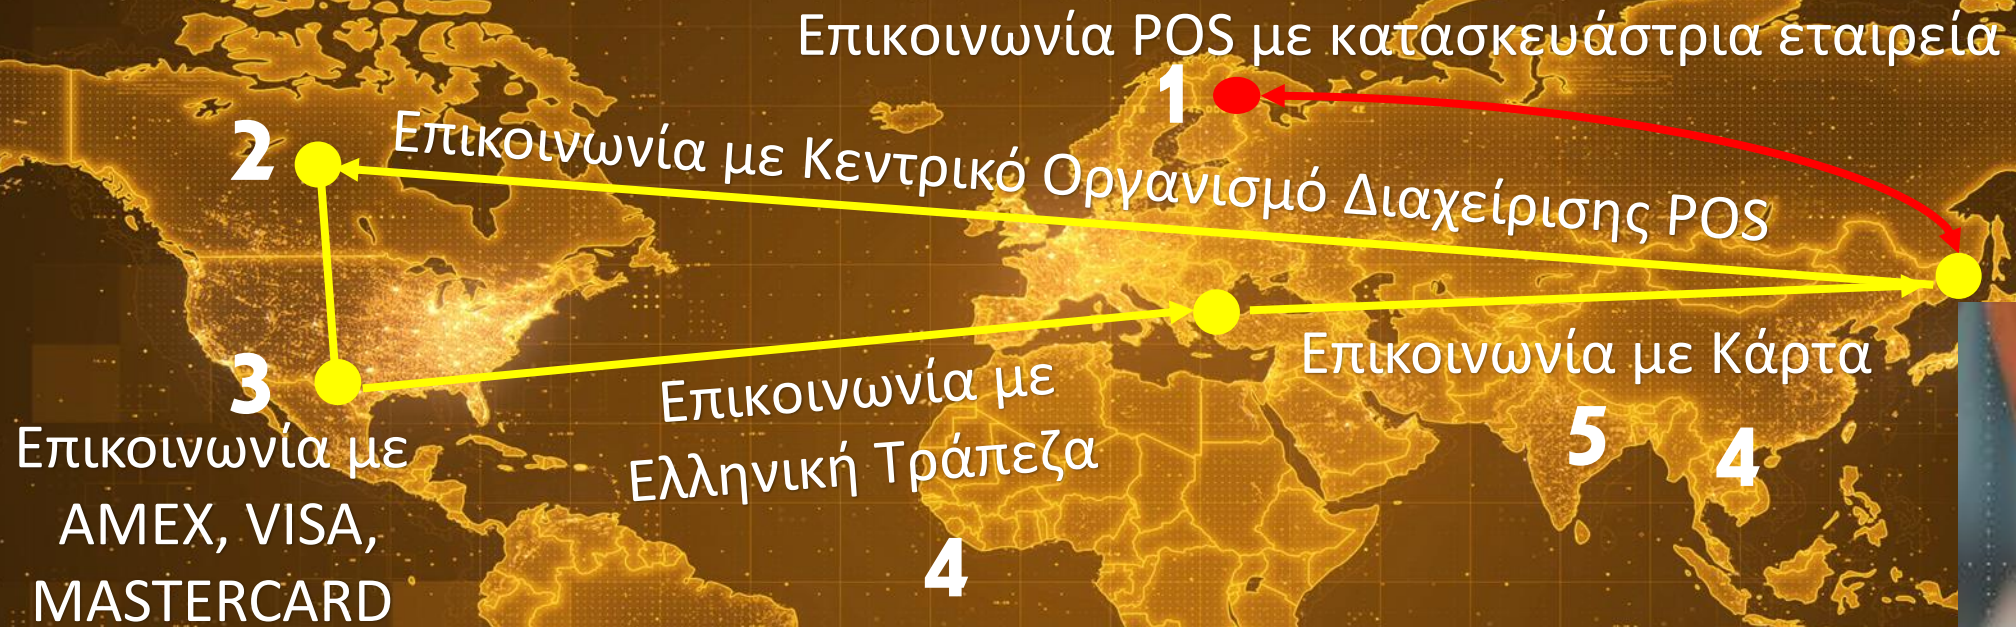 Επικοινωνία POS με κατασκευάστρια εταιρεία
1
2
Επικοινωνία με Κεντρικό Οργανισμό Διαχείρισης POS
3
Επικοινωνία με
AMEX, VISA,
MASTERCARD
Επικοινωνία με
Ελληνική Τράπεζα
4
Επικοινωνία με Κάρτα
5
4